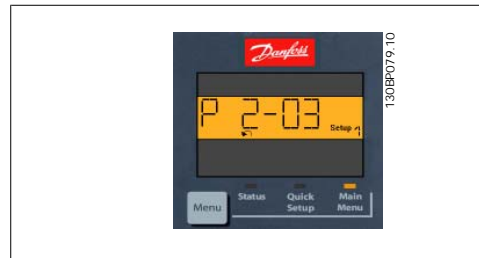 Danfoss
P 2-03
Setup 1
Status
Quick Setup
Main Menu
Menu
130BP079.10